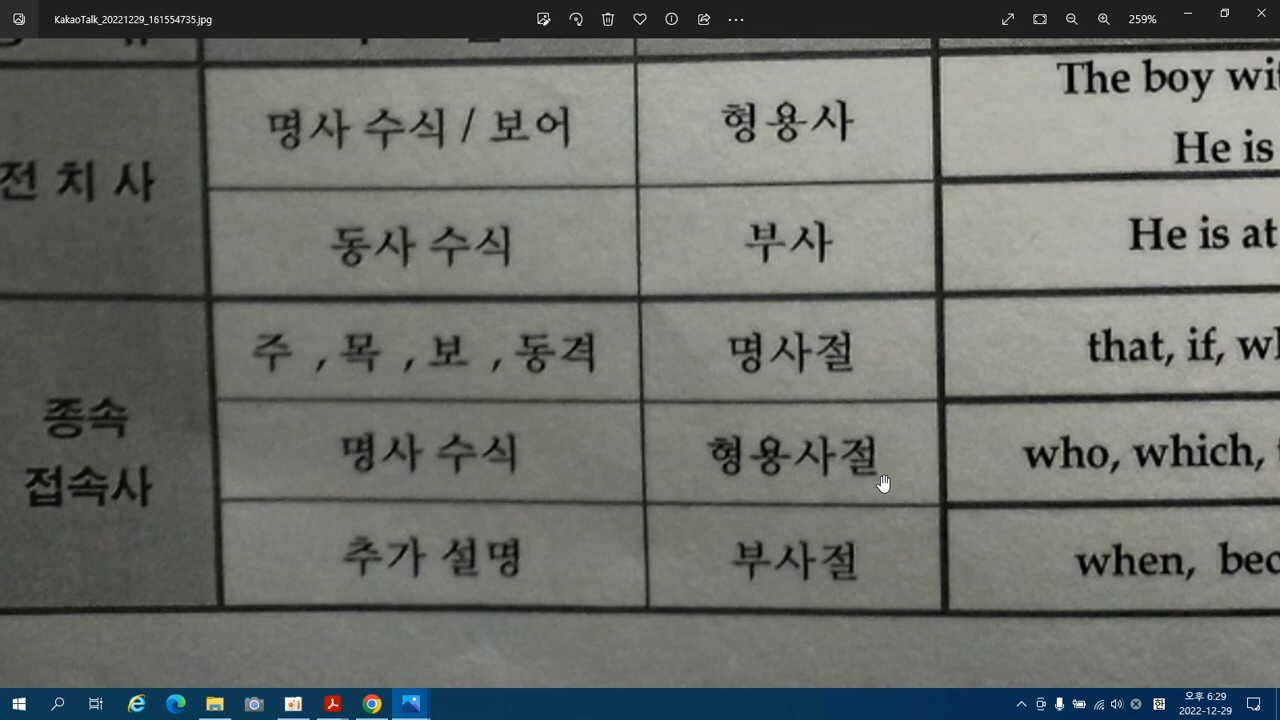 KakaoTalk_20221229_161554735.jpg
259%
전 치 사
명사 수식 / 보어
형용사
The boy
He is
동사 수식
부사
He is at
종속
접속사
주 , 목 , 보 , 동격
명사절
that, if,
명사 수식
형용사절
who, which,
추가 설명
부사절
when,
오후 6:29
2022-12-29
한